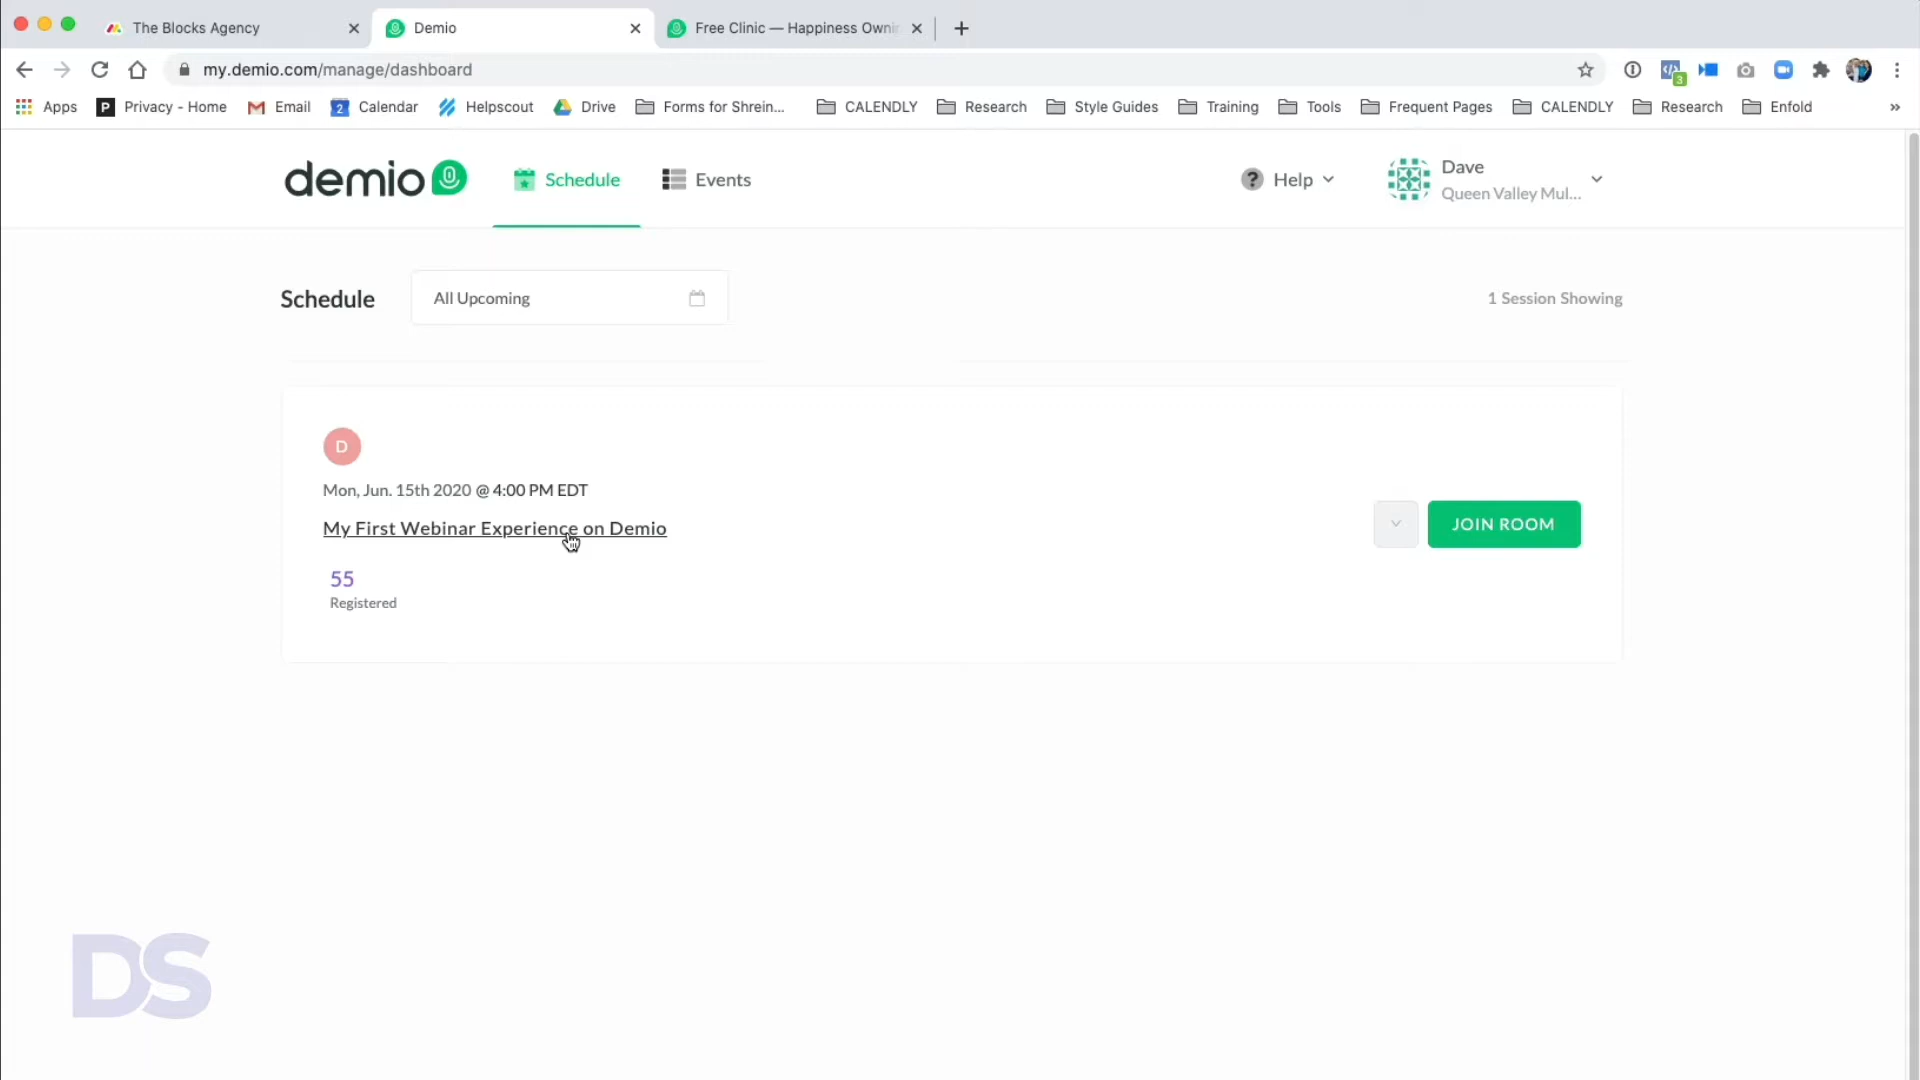 The Blocks Agency
Demio
Free Clinic — Happiness Ownin
my.demio.com/manage/dashboard
3
Apps
P Privacy - Home
Email
2 Calendar
Helpscout
Drive
Forms for Shrein...
CALENDLY
Research
Style Guides
Training
Tools
Frequent Pages
CALENDLY
Research
Enfold
»
demio
Schedule
Events
? Help
Dave
Queen Valley Mul...
Schedule
All Upcoming
1 Session Showing
D
Mon, Jun. 15th 2020 @ 4:00 PM EDT
My First Webinar Experience on Demio
JOIN ROOM
55
Registered
DS